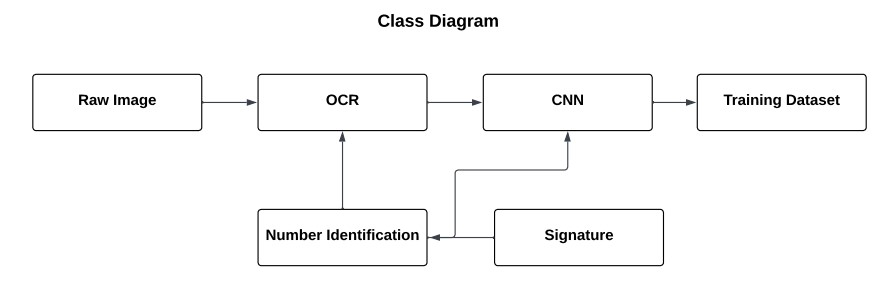 Class Diagram
Raw Image
OCR
CNN
Training Dataset
Number Identification
Signature